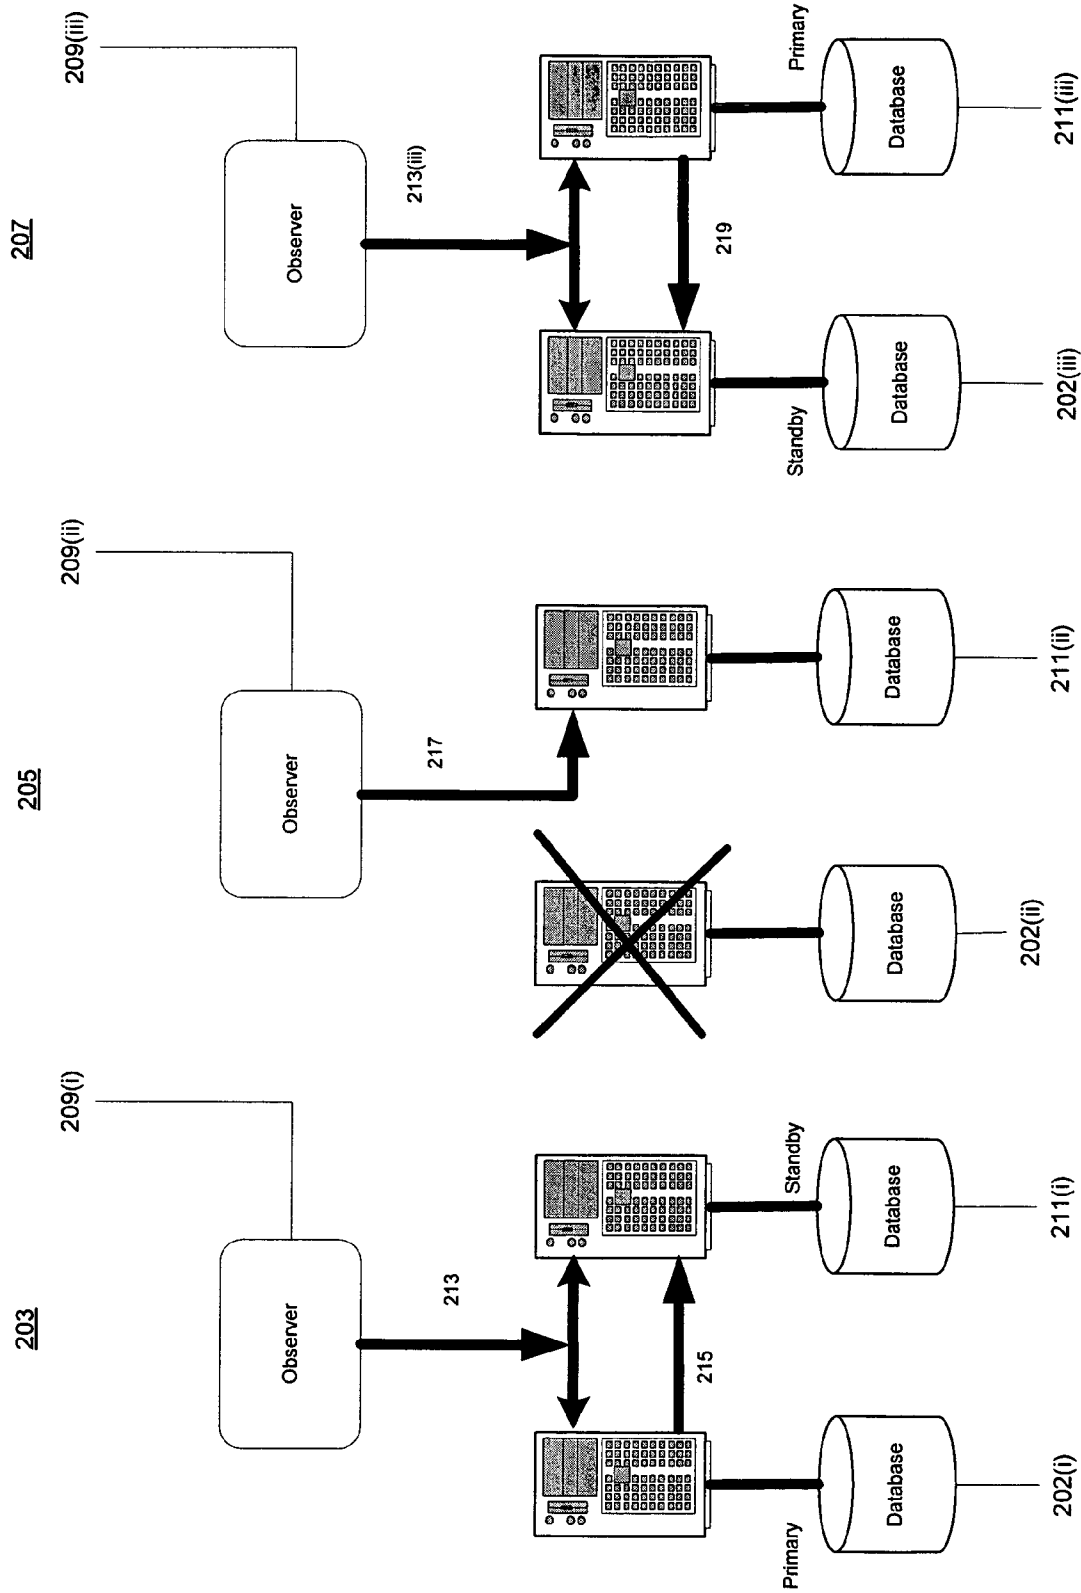 203
209(i)
Observer
213
215
Primary
Standby
Database
Database
202(i)
211(i)
205
209(ii)
Observer
217
Database
Database
202(ii)
211(ii)
207
209(iii)
Observer
213(iii)
219
Standby
Primary
Database
Database
202(iii)
211(iii)